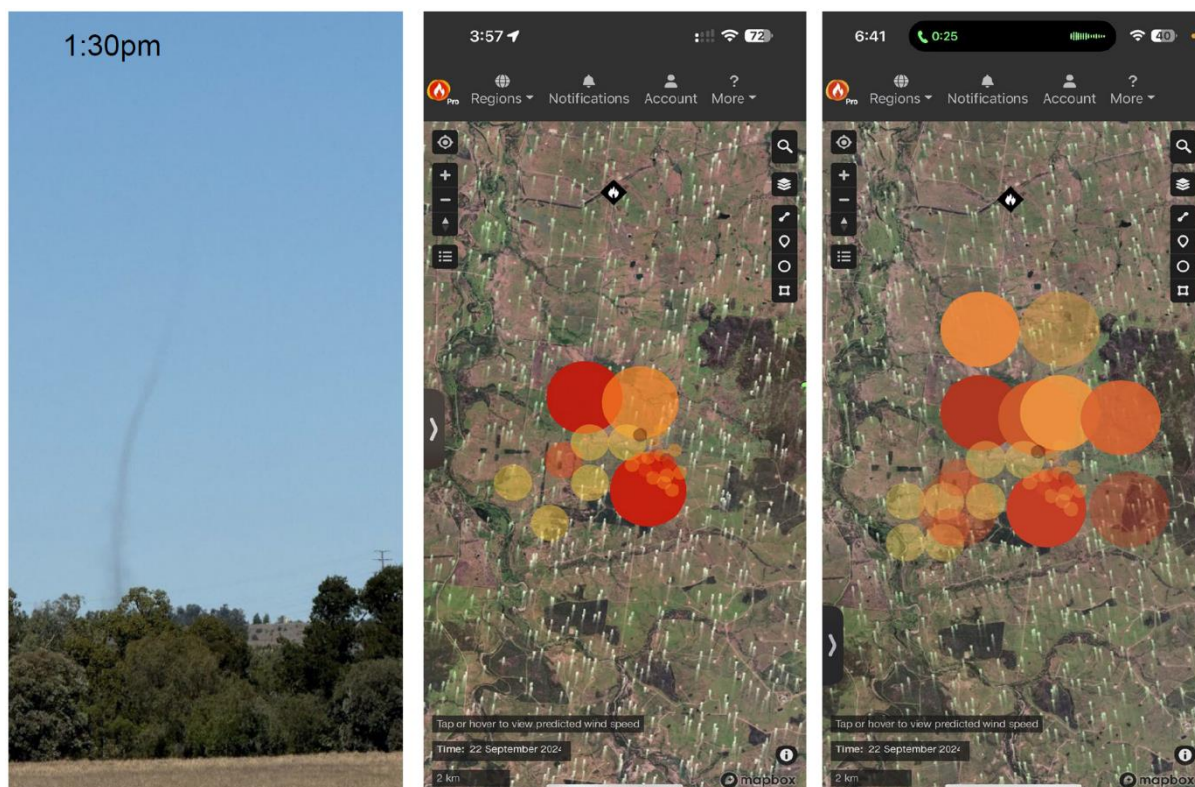 1:30pm
3:57
72
Pro
Regions
Notifications
Account
?
More
Tap or hover to view predicted wind speed
Time: 22 September 2024
2 km
mapbox
6:41
0:25
40
Pro
Regions
Notifications
Account
?
More
Tap or hover to view predicted wind speed
Time: 22 September 2024
2 km
mapbox